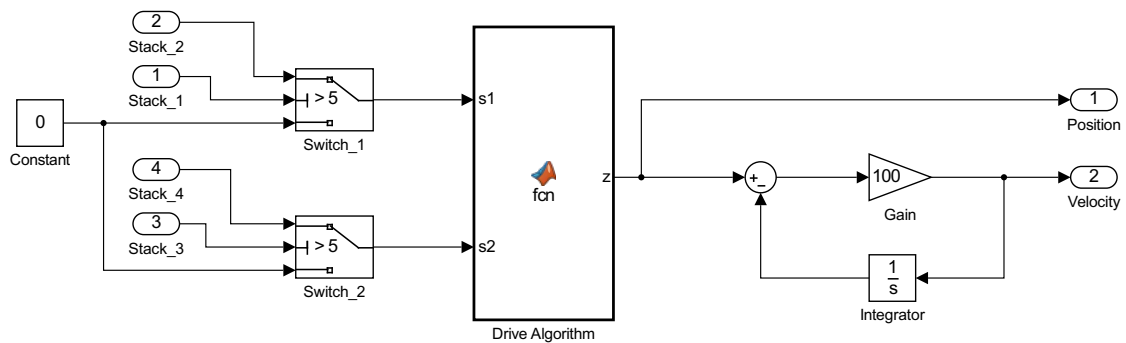 2
Stack_2
1
Stack_1
> 5
Switch_1
0
Constant
4
Stack_4
3
Stack_3
> 5
Switch_2
s1
s2
fcn
z
Drive Algorithm
1
Position
+
−
100
Gain
2
Velocity
1
s
Integrator